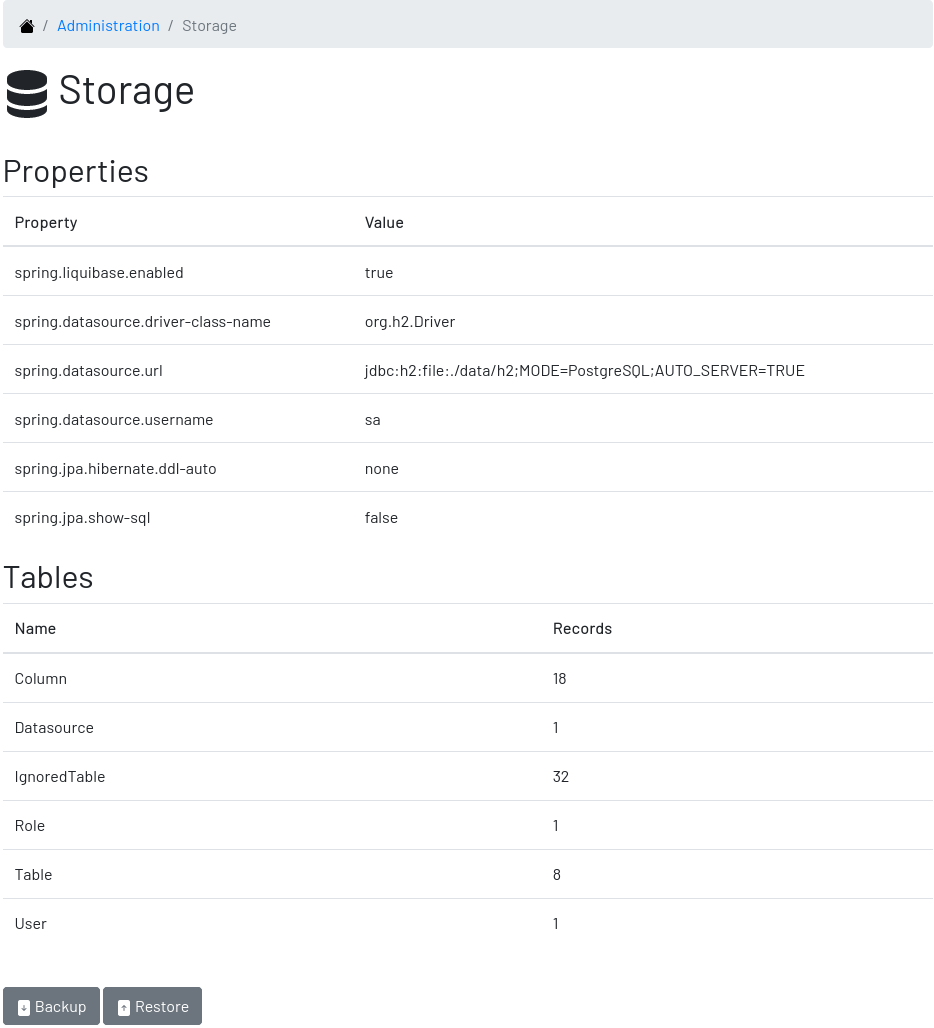 / Administration / Storage
Storage
Properties
Property Value
spring.liquibase.enabled true
spring.datasource.driver-class-name org.h2.Driver
spring.datasource.url jdbc:h2:file:./data/h2;MODE=PostgreSQL;AUTO_SERVER=TRUE
spring.datasource.username sa
spring.jpa.hibernate.ddl-auto none
spring.jpa.show-sql false
Tables
Name Records
Column 18
Datasource 1
IgnoredTable 32
Role 1
Table 8
User 1
Backup Restore